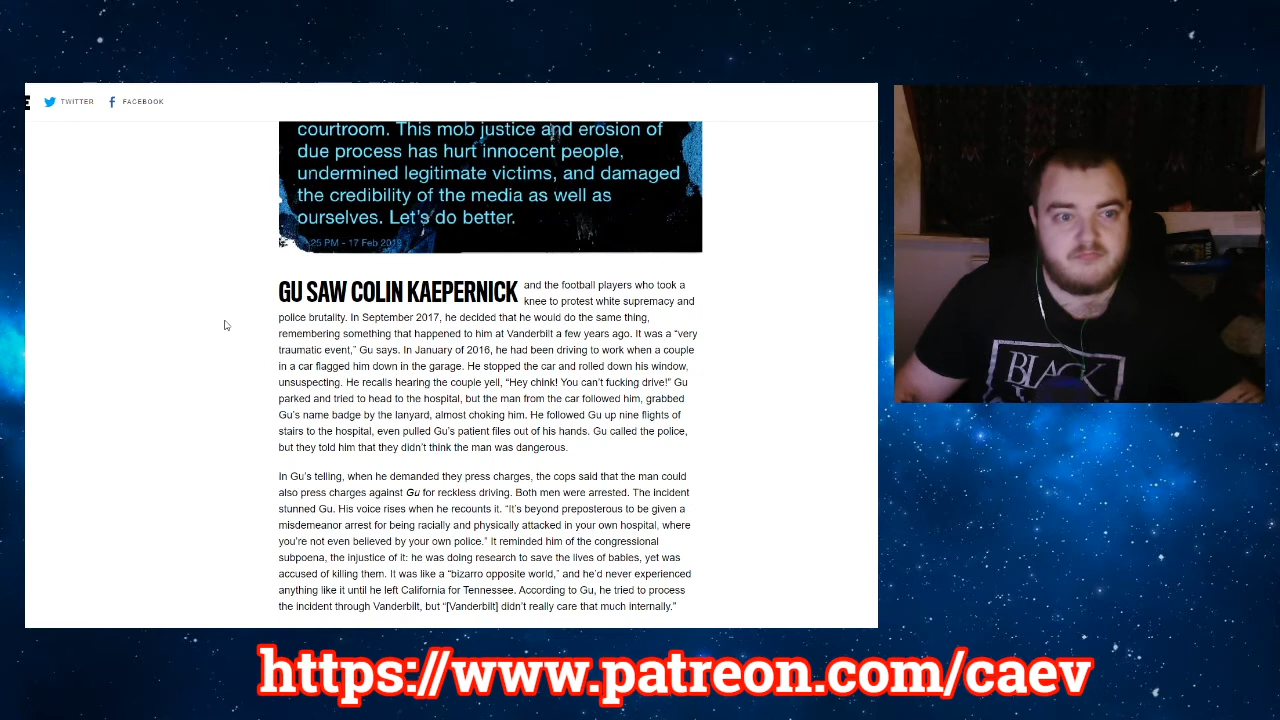 E TWITTER FACEBOOK
courtroom. This mob justice and erosion of
due process has hurt innocent people,
undermined legitimate victims, and damaged
the credibility of the media as well as
ourselves. Let's do better.
25 PM - 17 Feb 2018
GU SAW COLIN KAEPERNICK and the football players who took a
knee to protest white supremacy and
police brutality. In September 2017, he decided that he would do the same thing,
remembering something that happened to him at Vanderbilt a few years ago. It was a “very
traumatic event,” Gu says. In January of 2016, he had been driving to work when a couple
in a car flagged him down in the garage. He stopped the car and rolled down his window,
unsuspecting. He recalls hearing the couple yell, “Hey chink! You can’t fucking drive!” Gu
parked and tried to head to the hospital, but the man from the car followed him, grabbed
Gu’s name badge by the lanyard, almost choking him. He followed Gu up nine flights of
stairs to the hospital, even pulled Gu’s patient files out of his hands. Gu called the police,
but they told him that they didn’t think the man was dangerous.
In Gu’s telling, when he demanded they press charges, the cops said that the man could
also press charges against Gu for reckless driving. Both men were arrested. The incident
stunned Gu. His voice rises when he recounts it. “It’s beyond preposterous to be given a
misdemeanor arrest for being racially and physically attacked in your own hospital, where
you’re not even believed by your own police.” It reminded him of the congressional
subpoena, the injustice of it: he was doing research to save the lives of babies, yet was
accused of killing them. It was like a “bizarro opposite world,” and he’d never experienced
anything like it until he left California for Tennessee. According to Gu, he tried to process
the incident through Vanderbilt, but “[Vanderbilt] didn’t really care that much internally.”
BLACK
https://www.patreon.com/caev